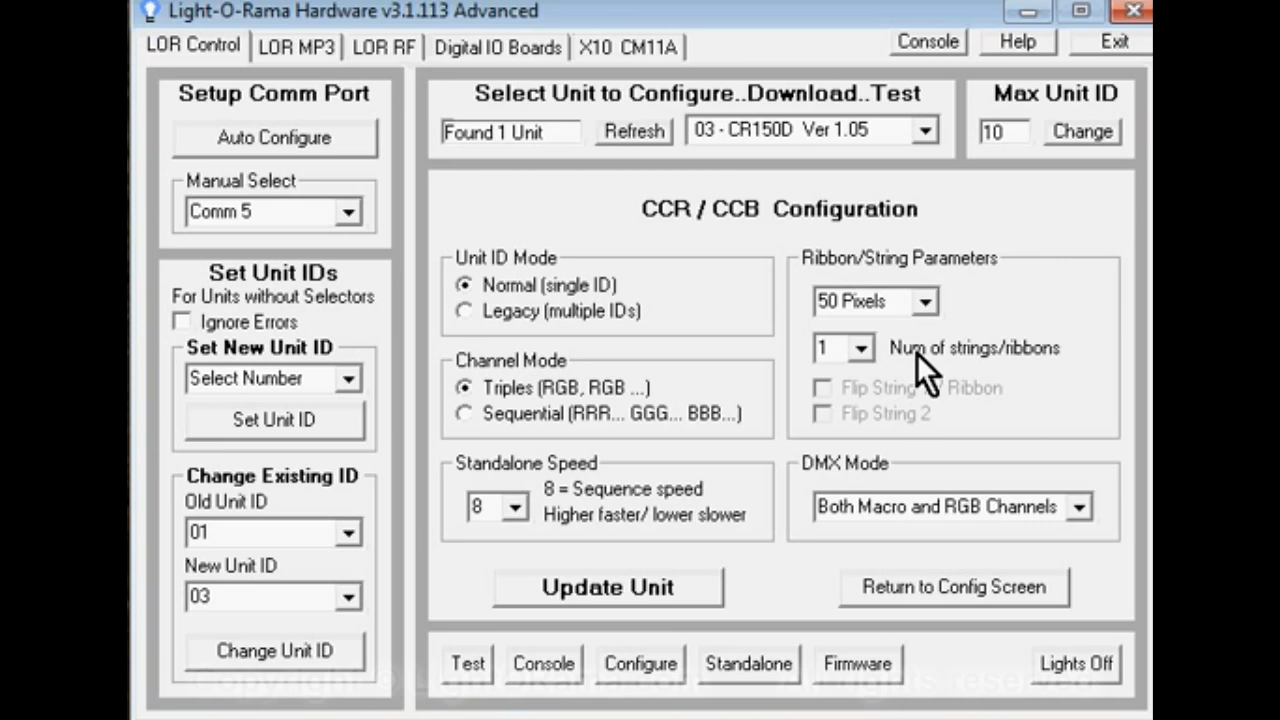 Light-O-Rama Hardware v3.1.113 Advanced
LOR Control LOR MP3 LOR RF Digital IO Boards X10 CM11A Console Help Exit
Setup Comm Port
Auto Configure
Manual Select
Comm 5
Set Unit IDs
For Units without Selectors
Ignore Errors
Set New Unit ID
Select Number
Set Unit ID
Change Existing ID
Old Unit ID
01
New Unit ID
03
Change Unit ID
Select Unit to Configure..Download..Test
Found 1 Unit Refresh 03 - CR150D Ver 1.05
Max Unit ID
10 Change
CCR / CCB Configuration
Unit ID Mode
Normal (single ID)
Legacy (multiple IDs)
Channel Mode
Triples (RGB, RGB ...)
Sequential (RRR... GGG... BBB...)
Standalone Speed
8
8 = Sequence speed
Higher faster/ lower slower
Ribbon/String Parameters
50 Pixels
1 Num of strings/ribbons
Flip String / Ribbon
Flip String 2
DMX Mode
Both Macro and RGB Channels
Update Unit Return to Config Screen
Test Console Configure Standalone Firmware Lights Off